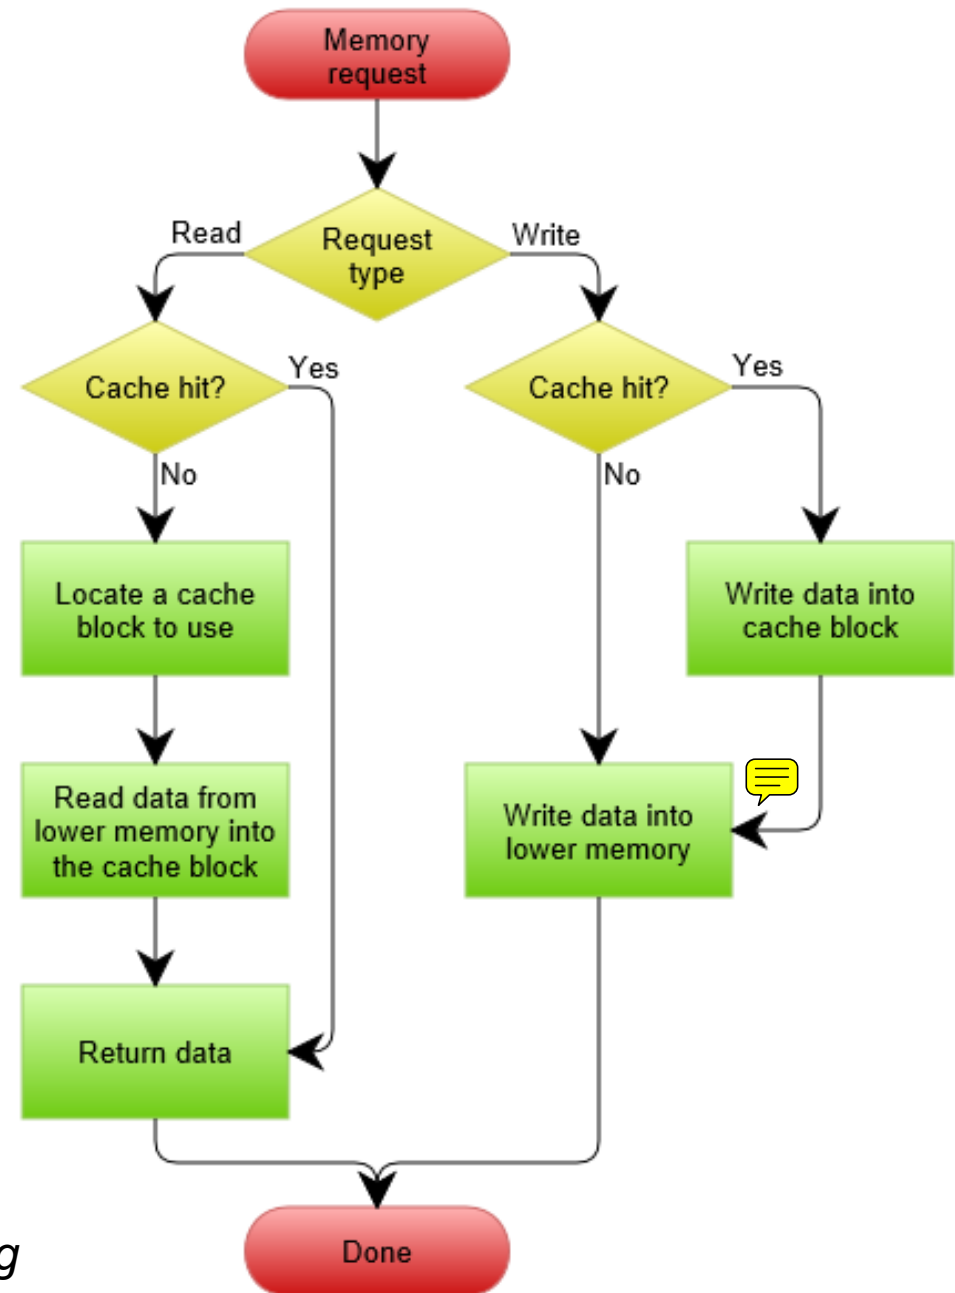 Memory
request
Request
type
Read
Write
Cache hit?
Yes
No
Cache hit?
Yes
No
Locate a cache
block to use
Write data into
cache block
Read data from
lower memory into
the cache block
Write data into
lower memory
Return data
Done
g